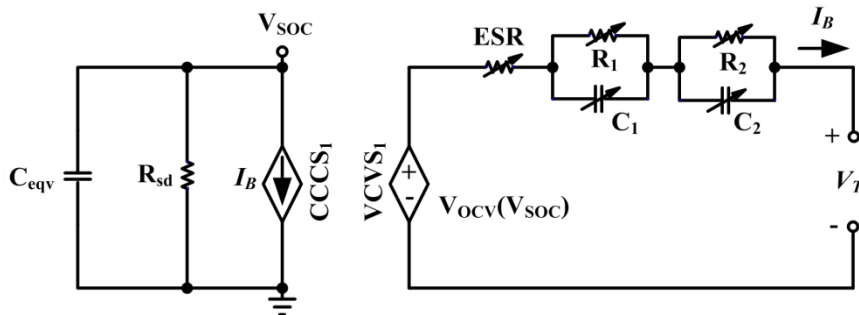 V_SOC
C_eqv
R_sd
I_B
CCCS_1
VCVS_1
+
-
V_OCV(V_SOC)
ESR
R_1
C_1
R_2
C_2
I_B
+
V_T
-